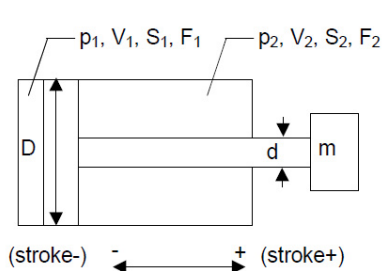 p₁, V₁, S₁, F₁
p₂, V₂, S₂, F₂
D
d
m
(stroke-) - + (stroke+)